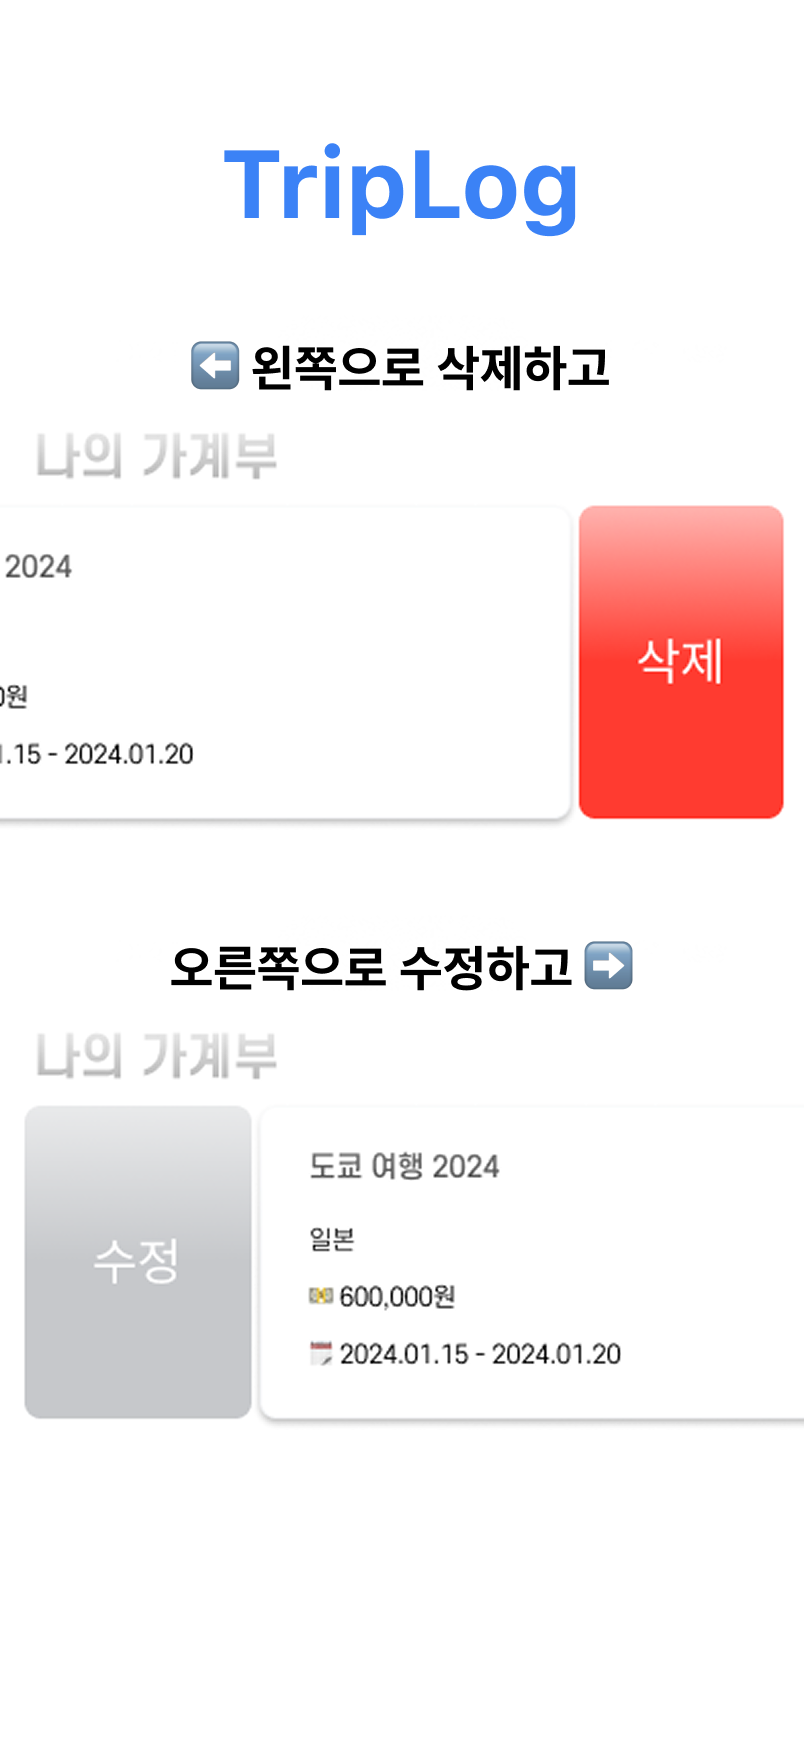 TripLog
⬅️ 왼쪽으로 삭제하고
나의 가계부
2024
0원
1.15 - 2024.01.20
삭제
오른쪽으로 수정하고 ➡️
나의 가계부
수정
도쿄 여행 2024
일본
💴 600,000원
🗓️ 2024.01.15 - 2024.01.20